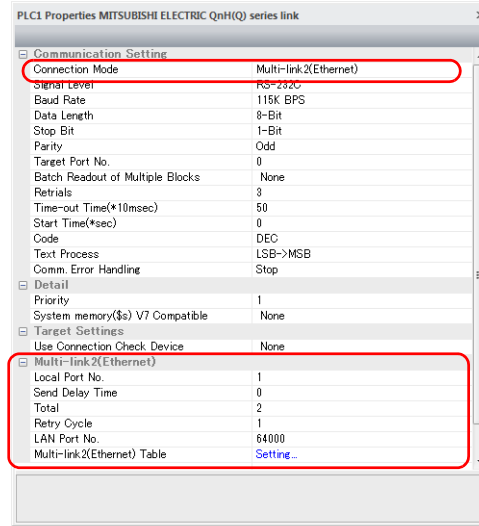 PLC1 Properties MITSUBISHI ELECTRIC QnH(Q) series link
Communication Setting
Connection Mode Multi-link2(Ethernet)
Signal Level RS-232C
Baud Rate 115K BPS
Data Length 8-Bit
Stop Bit 1-Bit
Parity Odd
Target Port No. 0
Batch Readout of Multiple Blocks None
Retrials 3
Time-out Time(*10msec) 50
Start Time(*sec) 0
Code DEC
Text Process LSB->MSB
Comm. Error Handling Stop
Detail
Priority 1
System memory($s) V7 Compatible None
Target Settings
Use Connection Check Device None
Multi-link2(Ethernet)
Local Port No. 1
Send Delay Time 0
Total 2
Retry Cycle 1
LAN Port No. 64000
Multi-link2(Ethernet) Table Setting...